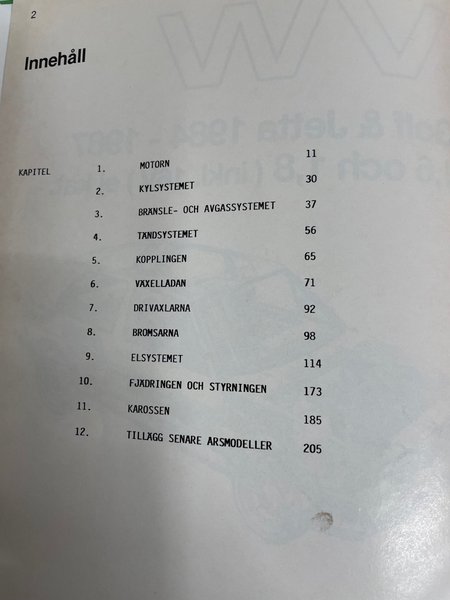 2
Innehåll
KAPITEL 1. MOTORN 11
2. KYLSYSTEMET 30
3. BRÄNSLE- OCH AVGASSYSTEMET 37
4. TÄNDSYSTEMET 56
5. KOPPLINGEN 65
6. VÄXELLÅDAN 71
7. DRIVAXLARNA 92
8. BROMSARNA 98
9. ELSYSTEMET 114
10. FJÄDRINGEN OCH STYRNINGEN 173
11. KAROSSEN 185
12. TILLÄGG SENARE ARSMODELLER 205